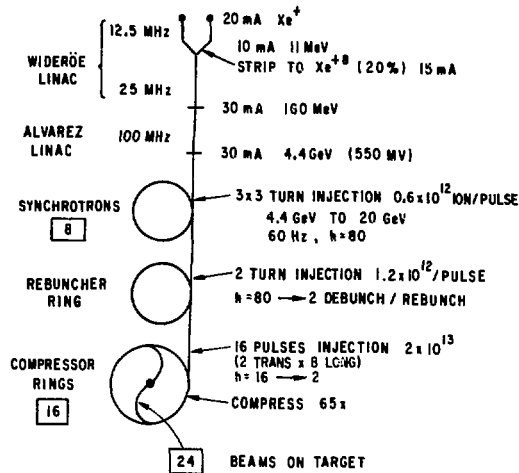 12.5 MHz
20 mA Xe+
10 mA 11 MeV
WIDERÖE LINAC
STRIP TO Xe+8 (20%) 15 mA
25 MHz
30 mA 160 MeV
ALVAREZ LINAC
100 MHz
30 mA 4.4 GeV (550 MV)
SYNCHROTRONS
8
3x3 TURN INJECTION 0.6x10^12 ION/PULSE
4.4 GeV TO 20 GeV
60 Hz, h=80
REBUNCHER RING
2 TURN INJECTION 1.2x10^12/PULSE
h=80 → 2 DEBUNCH / REBUNCH
COMPRESSOR RINGS
16
16 PULSES INJECTION 2x10^13
(2 TRANS x 8 LONG)
h=16 → 2
COMPRESS 65x
24 BEAMS ON TARGET